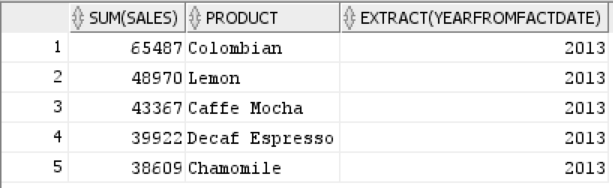 SUM(SALES) PRODUCT EXTRACT(YEARFROMFACTDATE)
1 65487 Colombian 2013
2 48970 Lemon 2013
3 43367 Caffe Mocha 2013
4 39922 Decaf Espresso 2013
5 38609 Chamomile 2013